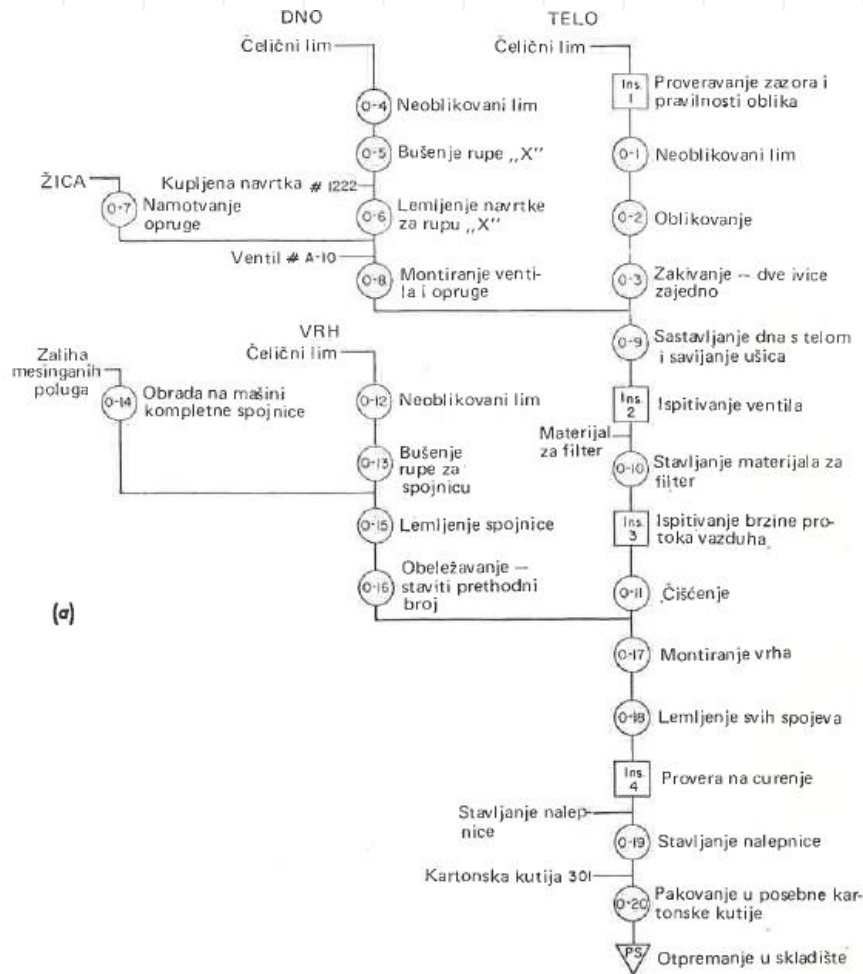 DNO
TELO
Čelični lim
Čelični lim
Ins.
1
Proveravanje zazora i
pravilnosti oblika
O-4
Neoblikovani lim
O-5
Bušenje rupe „X”
O-1
Neoblikovani lim
ŽICA
Kupljena navrtka # 1222
O-7
Namotvanje
opruge
O-6
Lemljenje navrtke
za rupu „X”
O-2
Oblikovanje
Ventil # A-10
O-8
Montiranje venti-
la i opruge
O-3
Zakivanje — dve ivice
zajedno
VRH
Čelični lim
O-9
Sastavljanje dna s telom
i savijanje ušica
Zaliha
mesinganih
poluga
O-14
Obrada na mašini
kompletne spojnice
O-12
Neoblikovani lim
Ins.
2
Ispitivanje ventila
Materijal
za filter
O-13
Bušenje
rupe za
spojnicu
O-10
Stavljanje materijala za
filter
O-15
Lemljenje spojnice
Ins.
3
Ispitivanje brzine pro-
toka vazduha
O-16
Obeležavanje —
staviti prethodni
broj
O-11
Čišćenje
(a)
O-17
Montiranje vrha
O-18
Lemljenje svih spojeva
Ins.
4
Provera na curenje
Stavljanje nalep-
nice
O-19
Stavljanje nalepnice
Kartonska kutija 301
O-20
Pakovanje u posebne kar-
tonske kutije
PS
Otpremanje u skladište